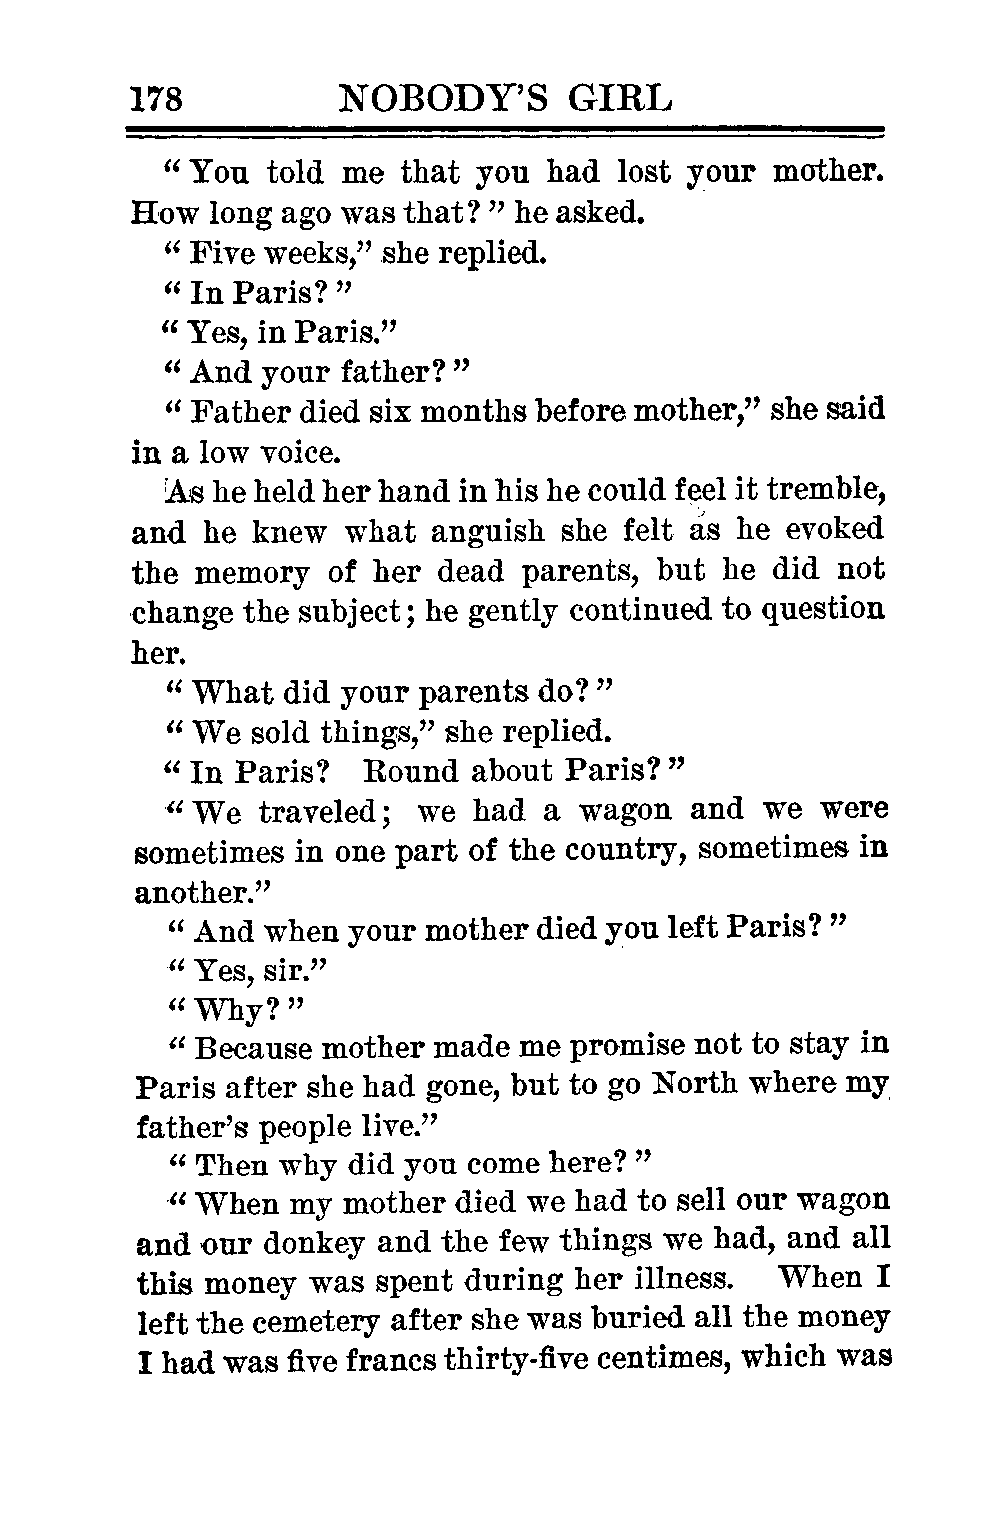 178 NOBODY'S GIRL
“ You told me that you had lost your mother.
How long ago was that? ” he asked.
“ Five weeks,” she replied.
“ In Paris? ”
“ Yes, in Paris.”
“ And your father? ”
“ Father died six months before mother,” she said
in a low voice.
As he held her hand in his he could feel it tremble,
and he knew what anguish she felt as he evoked
the memory of her dead parents, but he did not
change the subject; he gently continued to question
her.
“ What did your parents do? ”
“ We sold things,” she replied.
“ In Paris? Round about Paris? ”
“ We traveled; we had a wagon and we were
sometimes in one part of the country, sometimes in
another.”
“ And when your mother died you left Paris? ”
“ Yes, sir.”
“ Why? ”
“ Because mother made me promise not to stay in
Paris after she had gone, but to go North where my
father's people live.”
“ Then why did you come here? ”
“ When my mother died we had to sell our wagon
and our donkey and the few things we had, and all
this money was spent during her illness. When I
left the cemetery after she was buried all the money
I had was five francs thirty-five centimes, which was